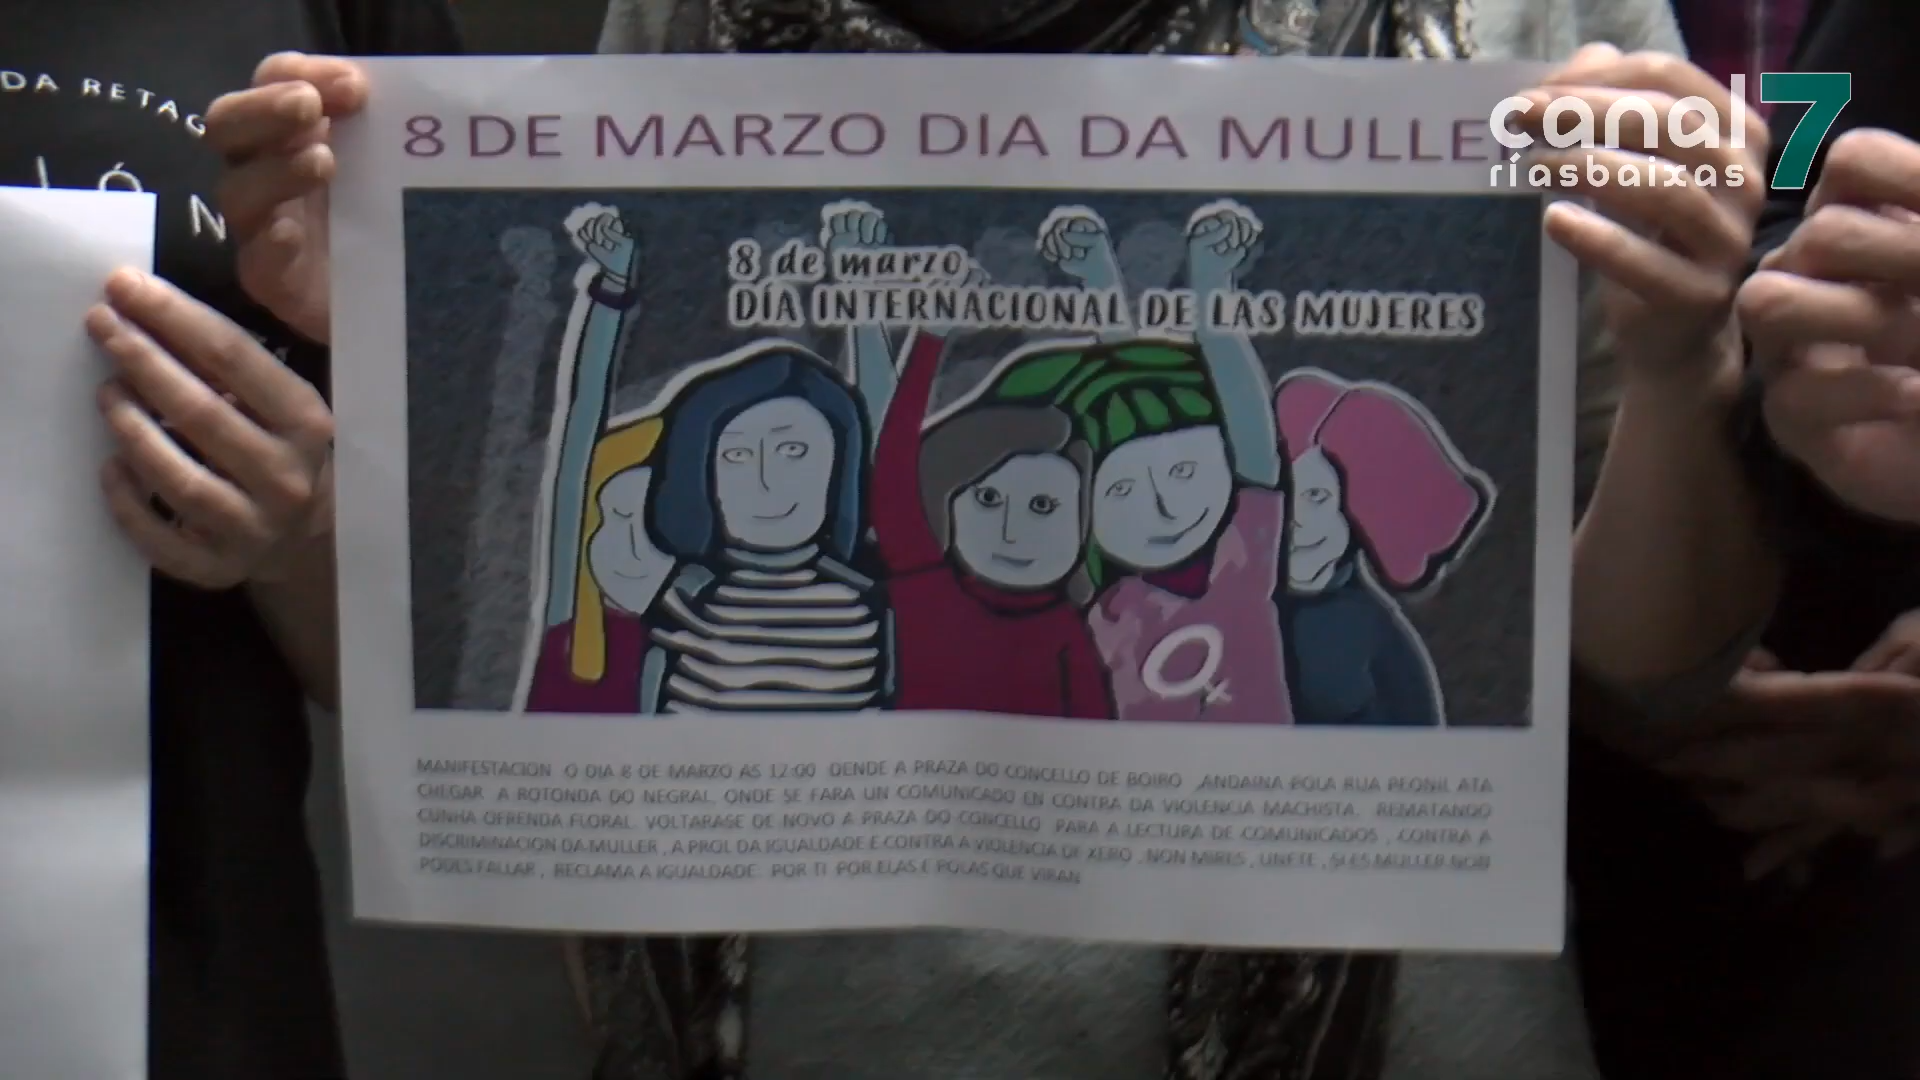 DA RETAG
LÓ
N
canal 7
ríasbaixas
8 DE MARZO DIA DA MULLE
8 de marzo,
DÍA INTERNACIONAL DE LAS MUJERES
MANIFESTACION O DIA 8 DE MARZO AS 12:00 DENDE A PRAZA DO CONCELLO DE BOIRO ,ANDAINA POLA RUA PEONIL ATA
CHEGAR A ROTONDA DO NEGRAL, ONDE SE FARA UN COMUNICADO EN CONTRA DA VIOLENCIA MACHISTA, REMATANDO
CUNHA OFRENDA FLORAL. VOLTARASE DE NOVO A PRAZA DO CONCELLO PARA A LECTURA DE COMUNICADOS , CONTRA A
DISCRIMINACION DA MULLER , A PROL DA IGUALDADE E CONTRA A VIOLENCIA DE XERO . NON MIRES , UNETE , SI ES MULLER NON
PODES FALLAR , RECLAMA A IGUALDADE. POR TI POR ELAS E POLAS QUE VIRAN